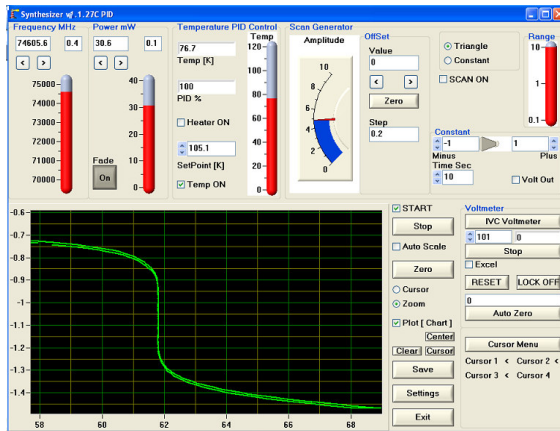 Synthesizer w/ .1.27C PID
Frequency MHz
74605.6
0.4
< >
75000
74000
73000
72000
71000
70000
Power mW
30.6
0.1
< >
40
30
20
10
0
Fade
On
Temperature PID Control
76.7
Temp [K]
100
PID %
Heater ON
105.1
SetPoint [K]
Temp ON
Temp
120
100
80
60
40
20
0
Scan Generator
Amplitude
10
8
6
4
2
0
OffSet
Value
0
< >
Zero
Step
0.2
Triangle
Constant
SCAN ON
Range
10
1
0.1
Constant
-1
1
Minus
Plus
Time Sec
10
Volt Out
START
Stop
Auto Scale
Zero
Cursor
Zoom
Plot [ Chart ]
Center
Clear
Cursor
Save
Settings
Exit
Voltmeter
IVC Voltmeter
101
0
Stop
Excel
RESET
LOCK OFF
0
Auto Zero
Cursor Menu
Cursor 1 < Cursor 2 <
Cursor 3 < Cursor 4
-0.6
-0.7
-0.8
-0.9
-1
-1.1
-1.2
-1.3
-1.4
58
60
62
64
66
68